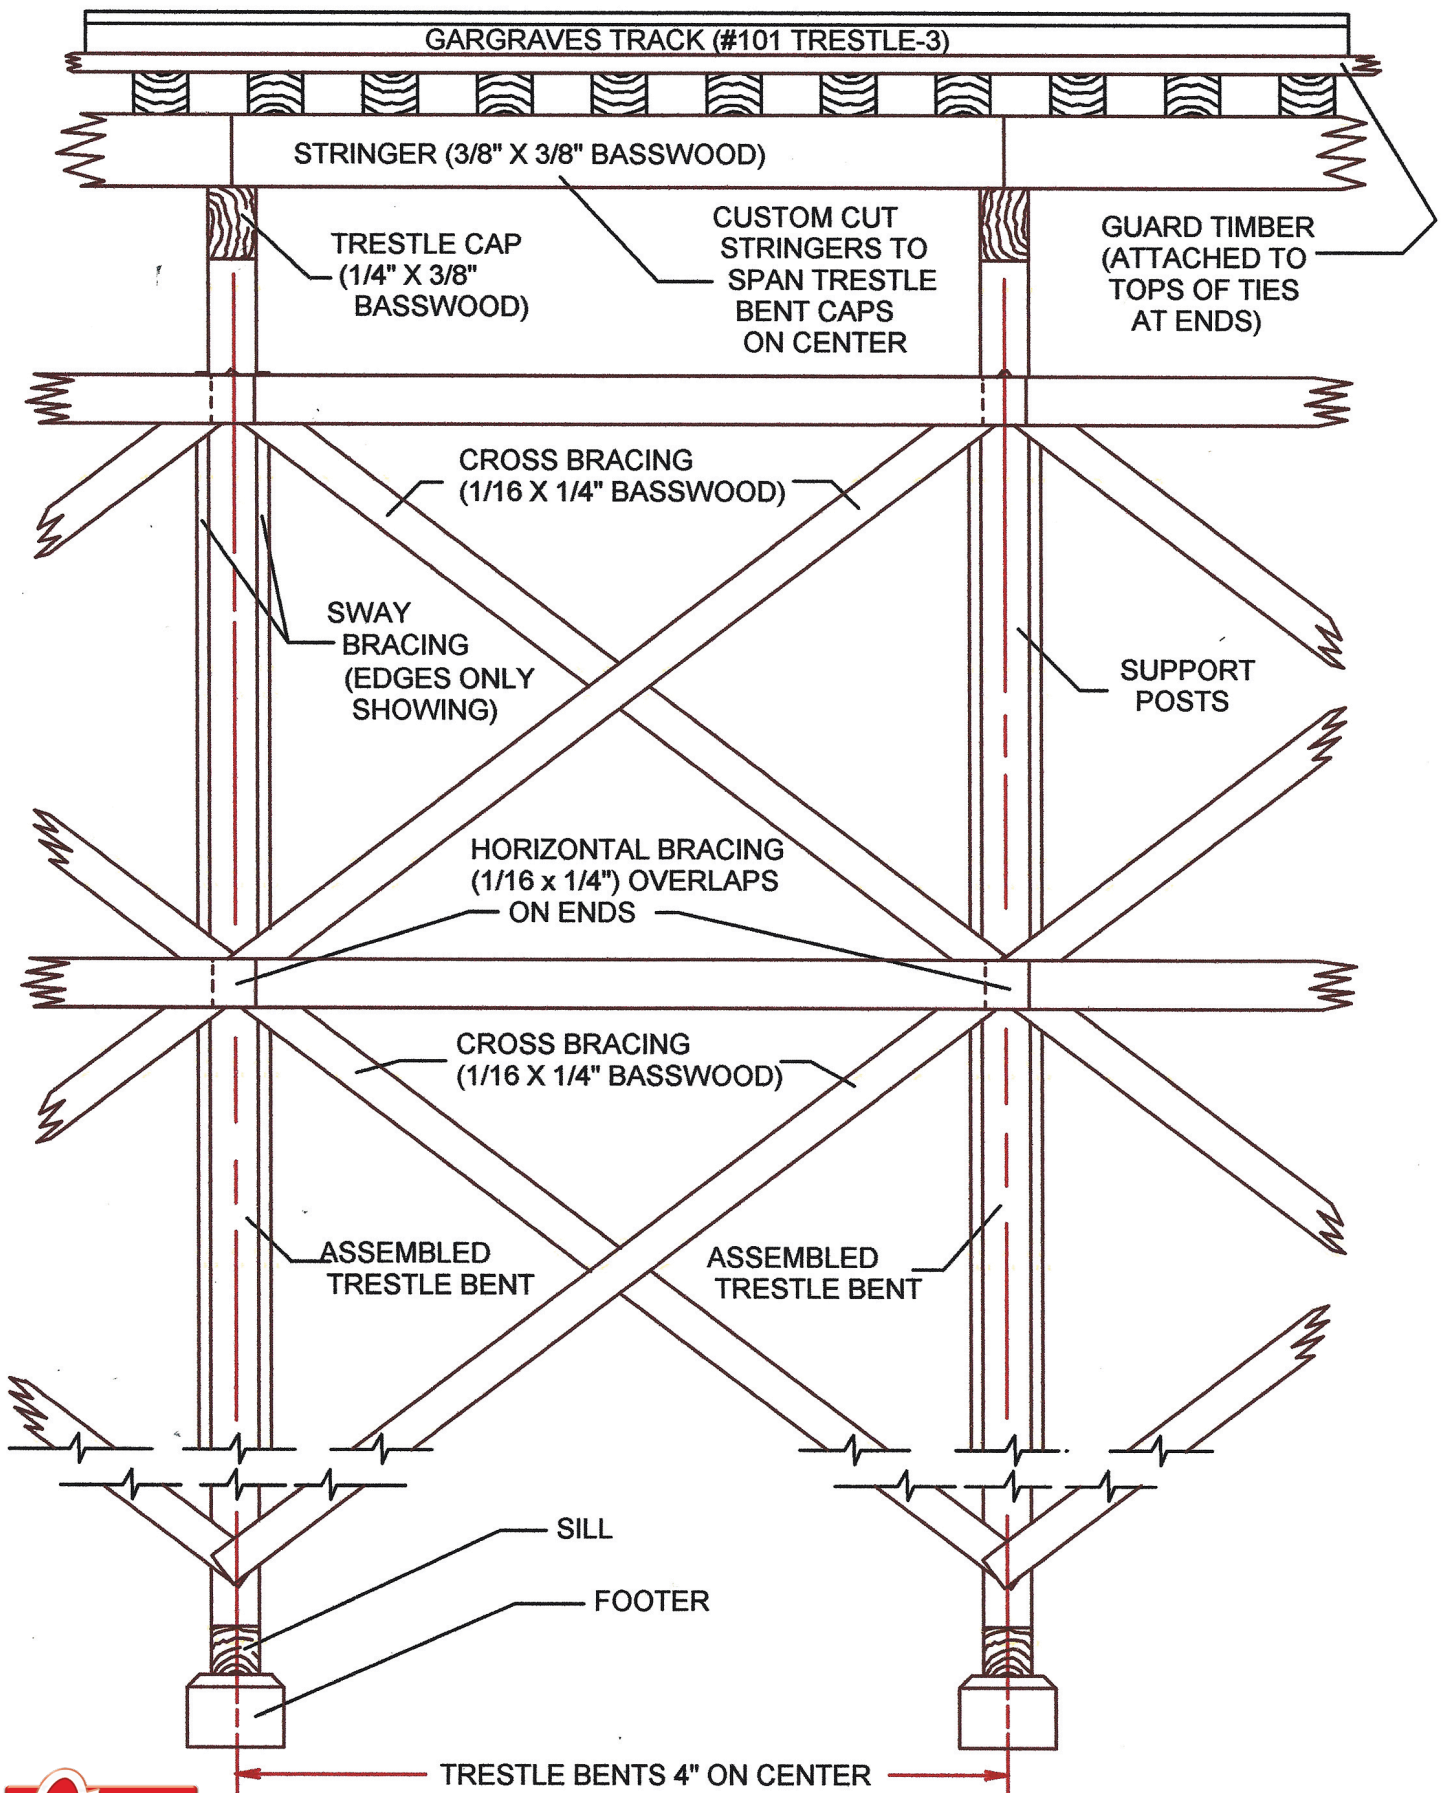 GARGRAVES TRACK (#101 TRESTLE-3)
STRINGER (3/8" X 3/8" BASSWOOD)
TRESTLE CAP
(1/4" X 3/8"
BASSWOOD)
CUSTOM CUT
STRINGERS TO
SPAN TRESTLE
BENT CAPS
ON CENTER
GUARD TIMBER
(ATTACHED TO
TOPS OF TIES
AT ENDS)
CROSS BRACING
(1/16 X 1/4" BASSWOOD)
SWAY
BRACING
(EDGES ONLY
SHOWING)
SUPPORT
POSTS
HORIZONTAL BRACING
(1/16 x 1/4") OVERLAPS
ON ENDS
CROSS BRACING
(1/16 X 1/4" BASSWOOD)
ASSEMBLED
TRESTLE BENT
ASSEMBLED
TRESTLE BENT
SILL
FOOTER
TRESTLE BENTS 4" ON CENTER